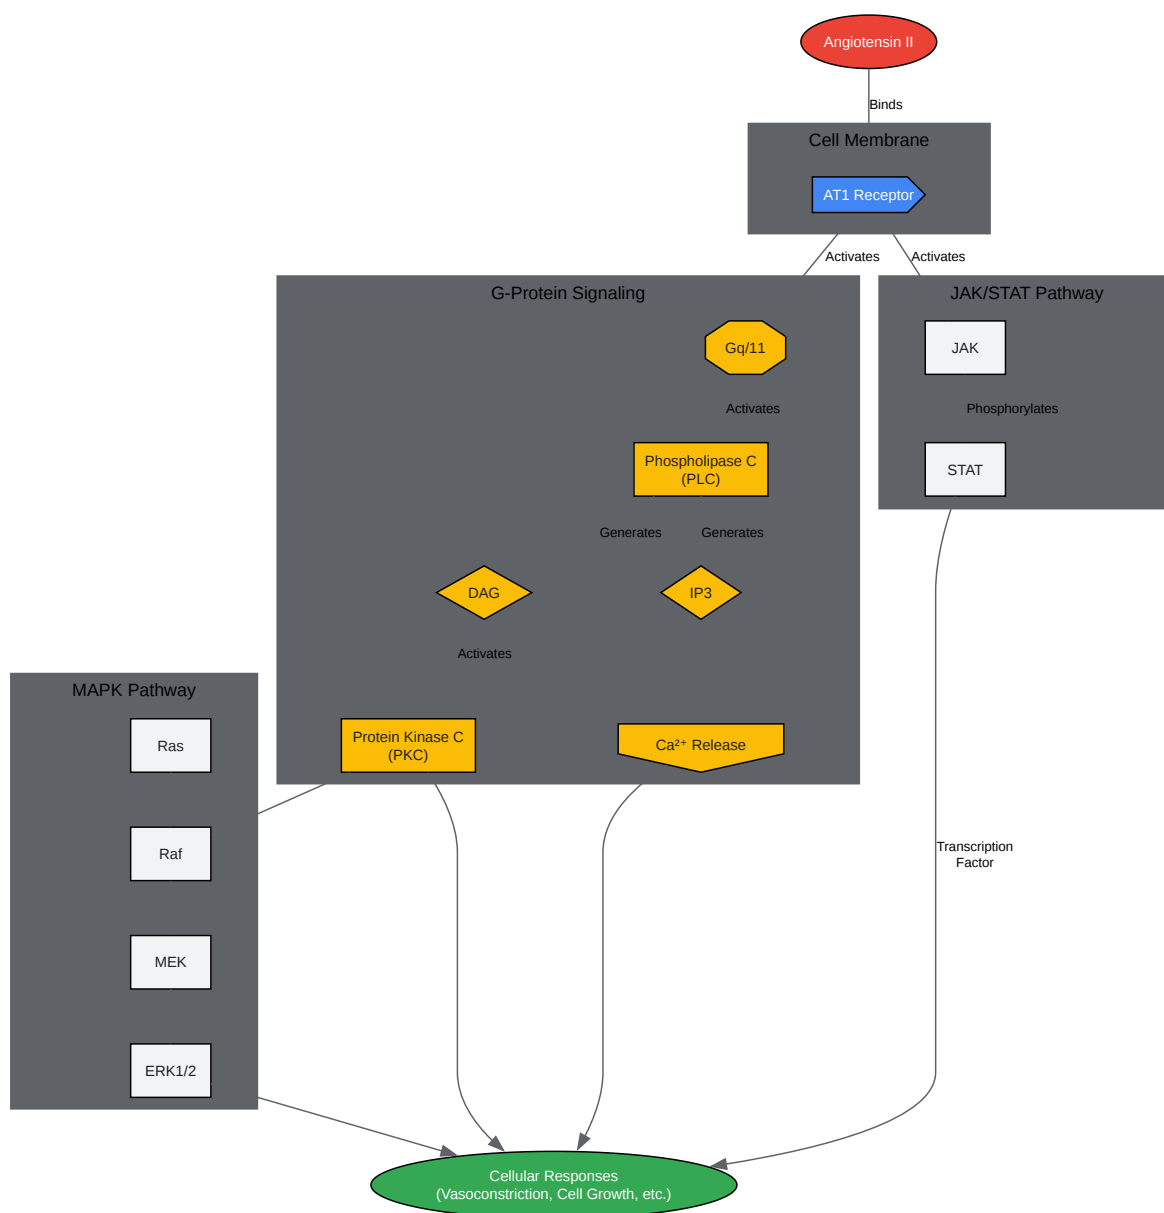 Angiotensin II
Binds
Cell Membrane
AT1 Receptor
Activates
Activates
G-Protein Signaling
JAK/STAT Pathway
Gq/11
JAK
Activates
Phosphorylates
Phospholipase C
(PLC)
STAT
Generates
Generates
DAG
IP3
Activates
MAPK Pathway
Ras
Protein Kinase C
(PKC)
Ca²⁺ Release
Raf
Transcription
Factor
MEK
ERK1/2
Cellular Responses
(Vasoconstriction, Cell Growth, etc.)